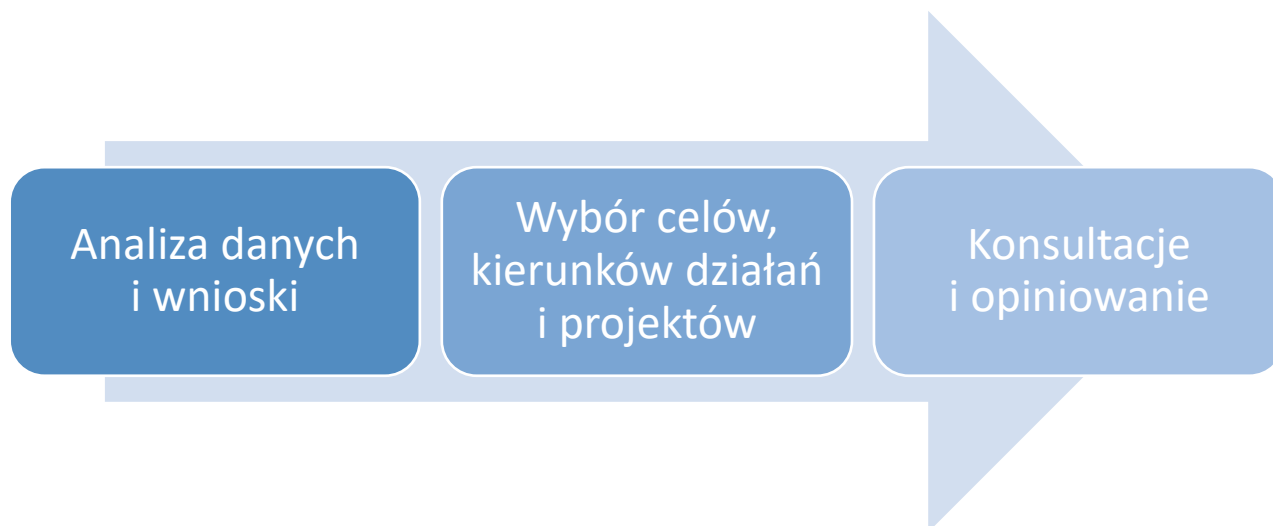 Analiza danych
i wnioski
Wybór celów,
kierunków działań
i projektów
Konsultacje
i opiniowanie